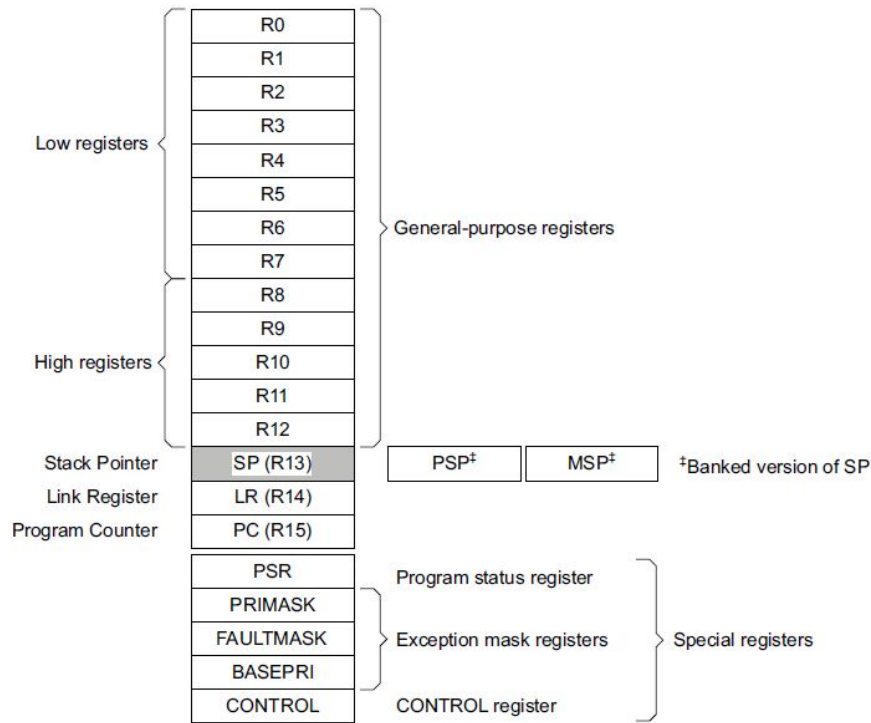 R0
R1
R2
R3
Low registers
R4
R5
R6
General-purpose registers
R7
R8
R9
High registers
R10
R11
R12
Stack Pointer SP (R13) PSP‡ MSP‡ ‡Banked version of SP
Link Register LR (R14)
Program Counter PC (R15)
PSR Program status register
PRIMASK
FAULTMASK Exception mask registers Special registers
BASEPRI
CONTROL CONTROL register